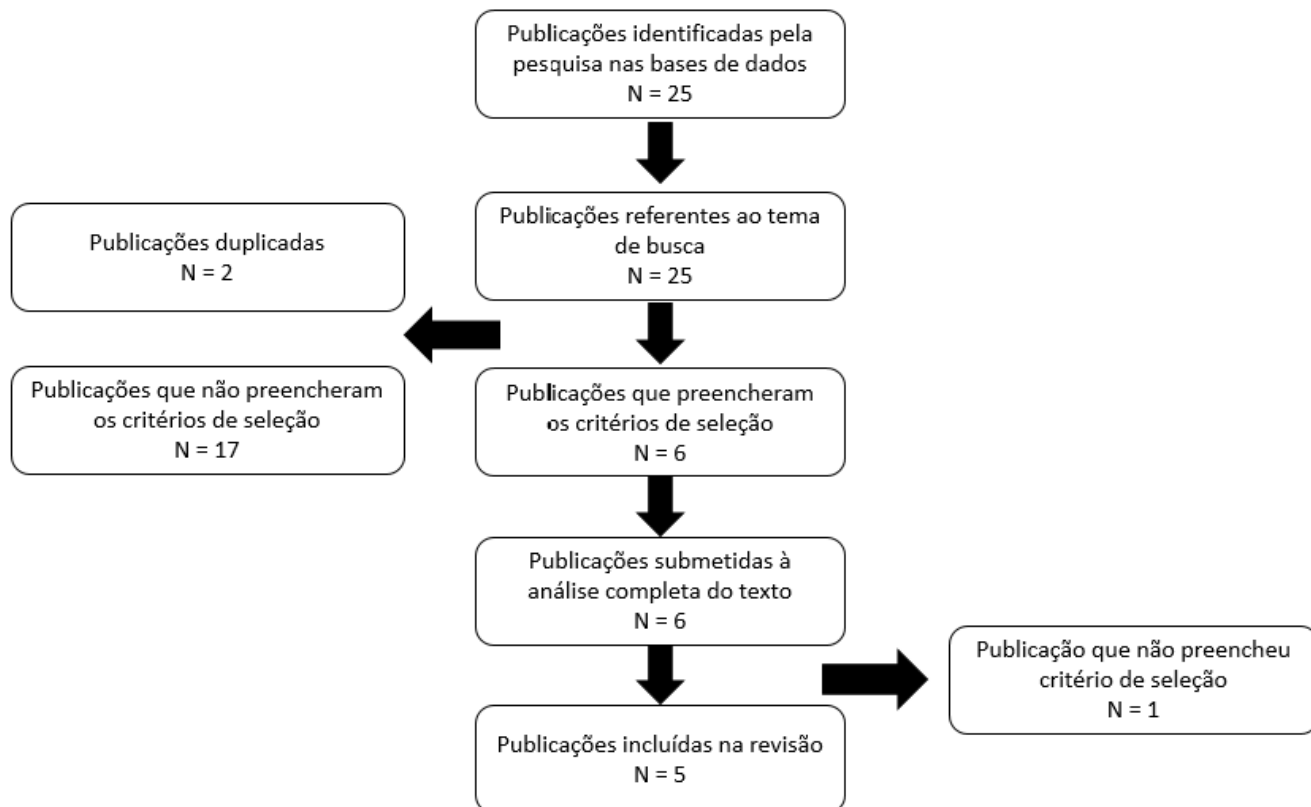 Publicações identificadas pela
pesquisa nas bases de dados
N = 25
Publicações referentes ao tema
de busca
N = 25
Publicações duplicadas
N = 2
Publicações que não preencheram
os critérios de seleção
N = 17
Publicações que preencheram
os critérios de seleção
N = 6
Publicações submetidas à
análise completa do texto
N = 6
Publicação que não preencheu
critério de seleção
N = 1
Publicações incluídas na revisão
N = 5